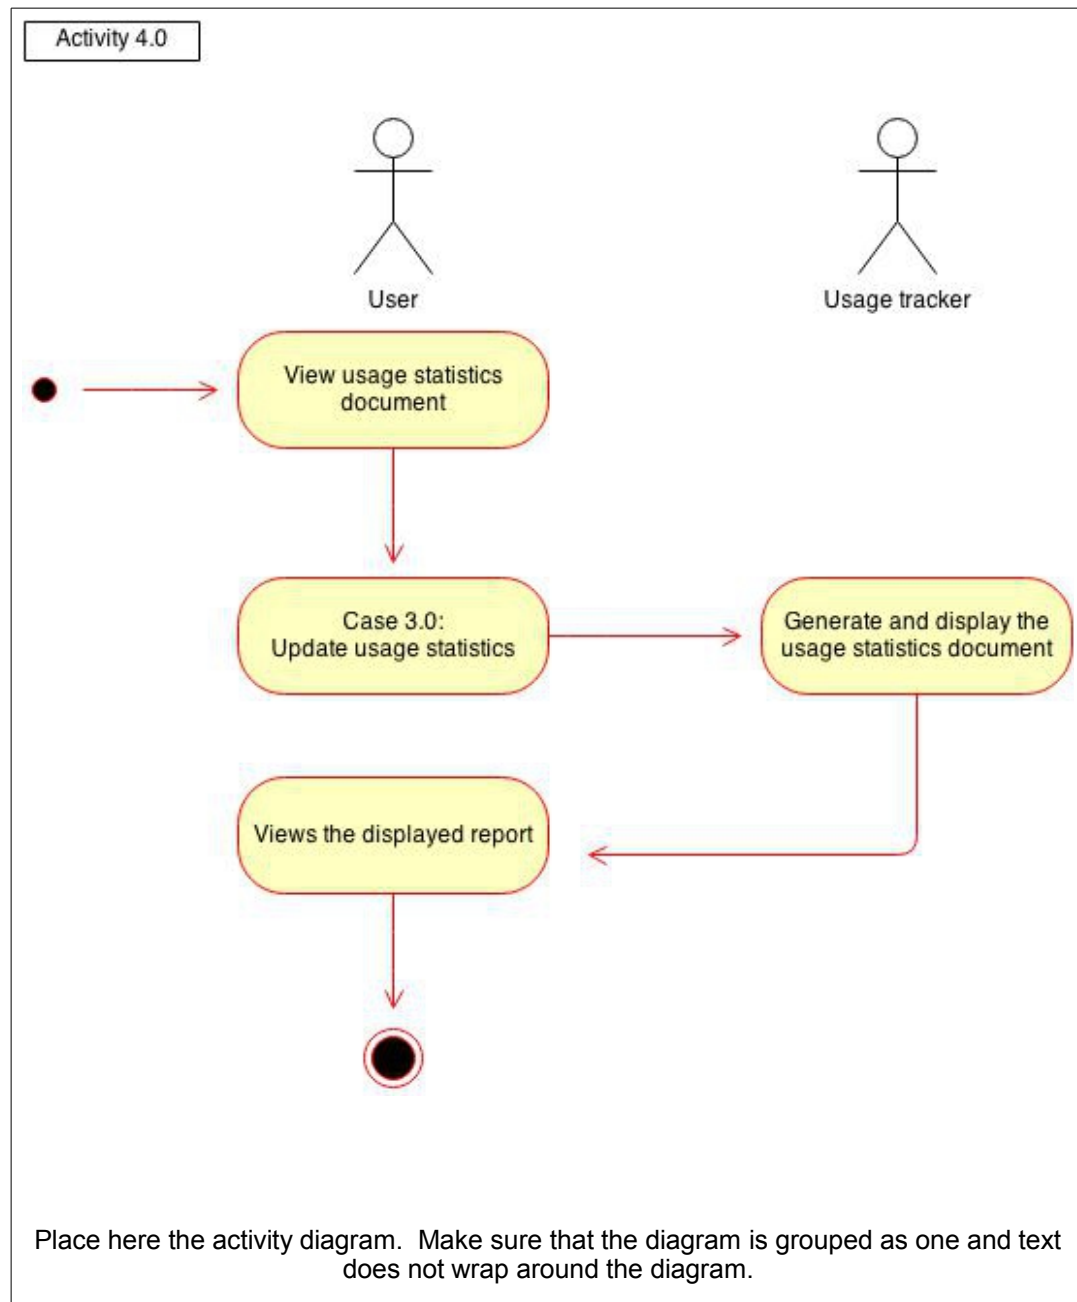 Activity 4.0
User
Usage tracker
View usage statistics
document
Case 3.0:
Update usage statistics
Generate and display the
usage statistics document
Views the displayed report
Place here the activity diagram.  Make sure that the diagram is grouped as one and text
does not wrap around the diagram.